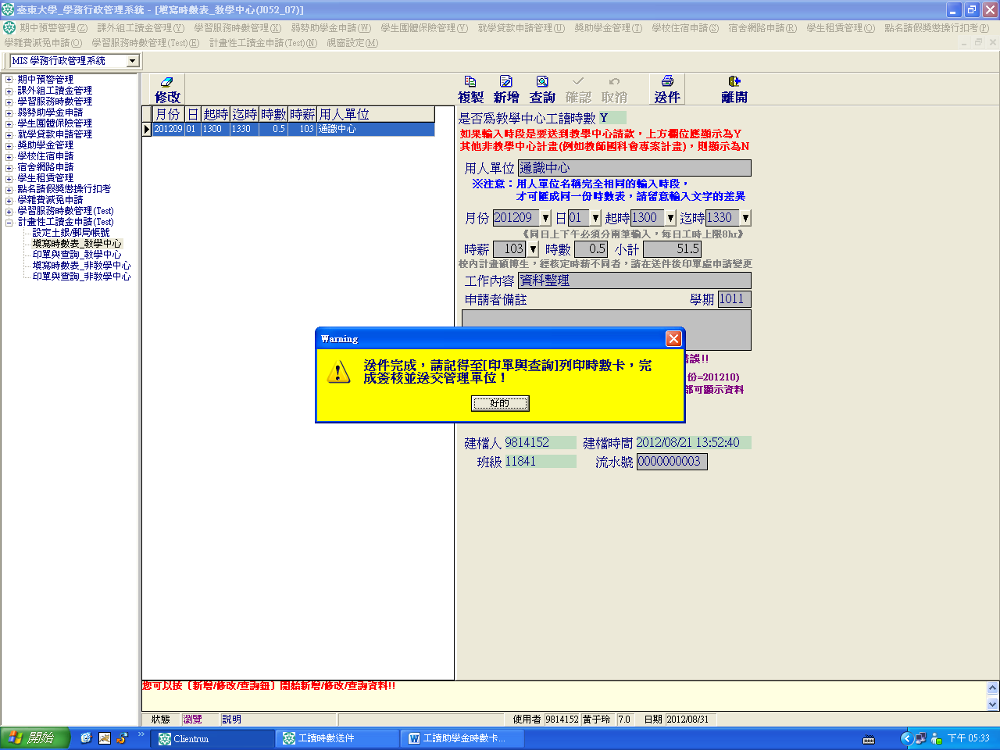 臺東大學_學務行政管理系統 - [填寫時數表_教學中心(J052_07)]
期中預警管理(Z) 課外組工讀金管理(Y) 學習服務時數管理(X) 弱勢助學金申請(W) 學生團體保險管理(V) 就學貸款申請管理(U) 獎助學金管理(T) 學校住宿申請(S) 宿舍網路申請(R) 學生租賃管理(Q) 點名請假獎懲操行扣考(P)
學雜費減免申請(O) 學習服務時數管理(Test)(E) 計畫性工讀金申請(Test)(N) 視窗設定(M)
MIS 學務行政管理系統
期中預警管理
課外組工讀金管理
學習服務時數管理
弱勢助學金申請
學生團體保險管理
就學貸款申請管理
獎助學金管理
學校住宿申請
宿舍網路申請
學生租賃管理
點名請假獎懲操行扣考
學雜費減免申請
學習服務時數管理(Test)
計畫性工讀金申請(Test)
設定土銀/郵局帳號
填寫時數表_教學中心
印單與查詢_教學中心
填寫時數表_非教學中心
印單與查詢_非教學中心
修改 複製 新增 查詢 確認 取消 送件 離開
月份 日 起時 迄時 時數 時薪 用人單位
201209 01 1300 1330 0.5 103 通識中心
是否為教學中心工讀時數 Y
如果輸入時段是要送到教學中心請款，上方欄位應顯示為Y
其他非教學中心計畫(例如教師國科會專案計畫)，則顯示為N
用人單位 通識中心
※注意：用人單位名稱完全相同的輸入時段，
才可匯成同一份時數表，請留意輸入文字的差異
月份 201209 日 01 起時 1300 迄時 1330
《同日上下午必須分兩筆輸入，每日工時上限8hr》
時薪 103 時數 0.5 小計 51.5
校內計畫碩博生，經核定時薪不同者，請在送件後印單處申請變更
工作內容 資料整理
申請者備註 學期 1011
錯誤!!
份=201210)
部可顯示資料
Warning
送件完成，請記得至[印單與查詢]列印時數卡，完
成簽核並送交管理單位！
好的
建檔人 9814152 建檔時間 2012/08/21 13:52:40
班級 11841 流水號 0000000003
您可以按〔新增/修改/查詢鈕〕開始新增/修改/查詢資料!!
狀態 瀏覽 說明 使用者 9814152 黃于玲 7.0 日期 2012/08/31
開始 Clientrun 工讀時數送件 工讀助學金時數卡... 下午 05:33